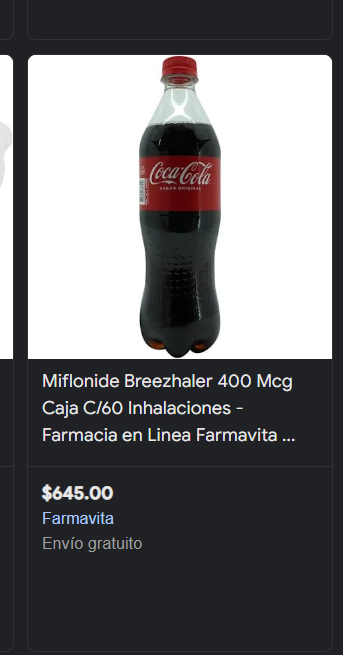 Coca-Cola
SABOR ORIGINAL
Miflonide Breezhaler 400 Mcg
Caja C/60 Inhalaciones -
Farmacia en Linea Farmavita ...
$645.00
Farmavita
Envío gratuito